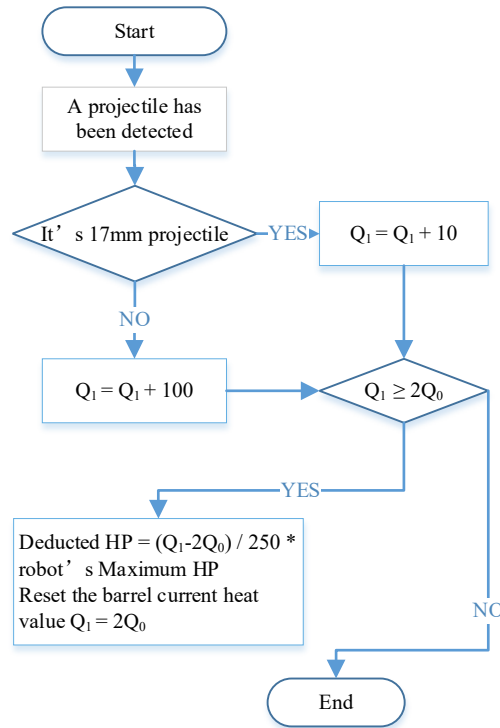 Start
A projectile has
been detected
It’s 17mm projectile
YES
Q₁ = Q₁ + 10
NO
Q₁ = Q₁ + 100
Q₁ ≥ 2Q₀
YES
Deducted HP = (Q₁-2Q₀) / 250 *
robot’s Maximum HP
Reset the barrel current heat
value Q₁ = 2Q₀
NO
End